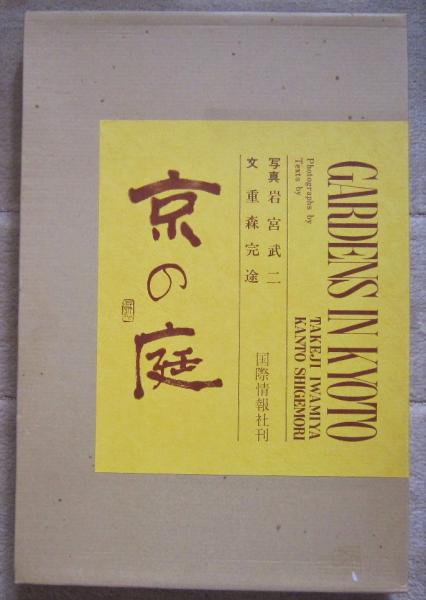 GARDENS IN KYOTO
Photographs by TAKEJI IWAMIYA
Texts by KANTO SHIGEMORI
写真 岩宮武二
文 重森完途
国際情報社刊
京の庭